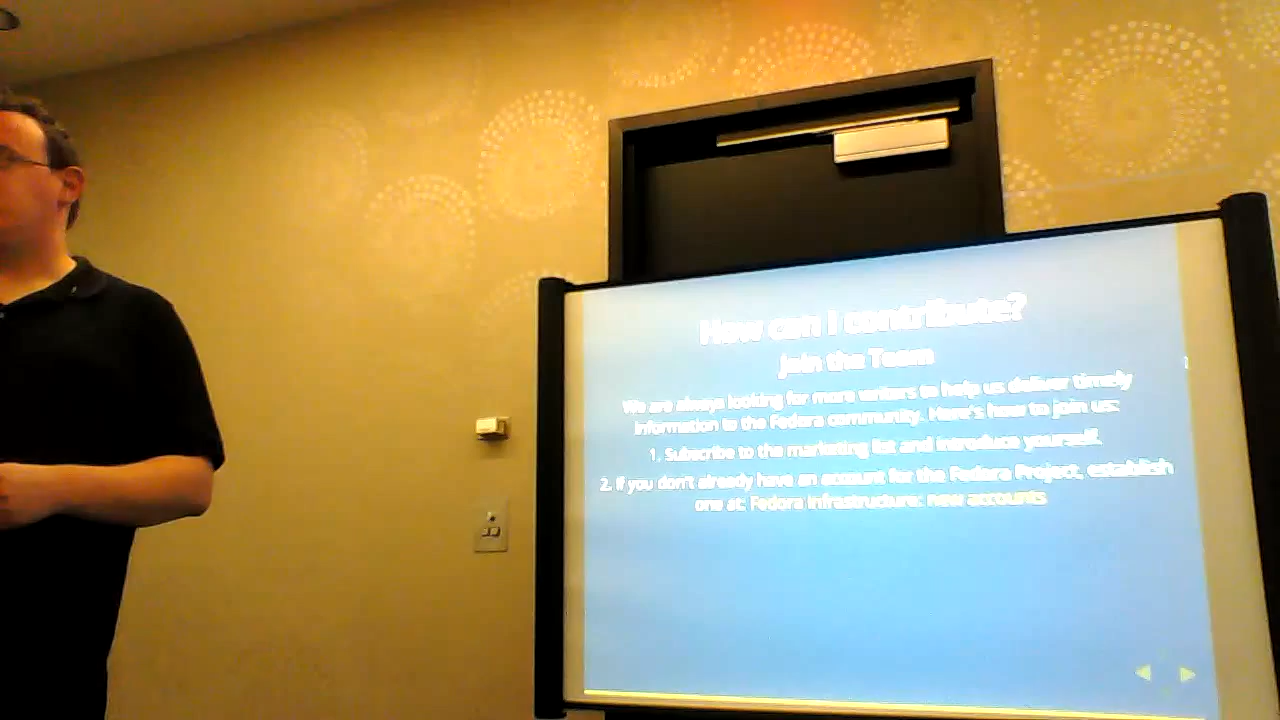 How can I contribute?
Join the Team
We are always looking for more writers to help us deliver timely
information to the Fedora community. Here's how to join us:
1. Subscribe to the marketing list and introduce yourself.
2. If you don't already have an account for the Fedora Project, establish
one at: Fedora Infrastructure: new accounts